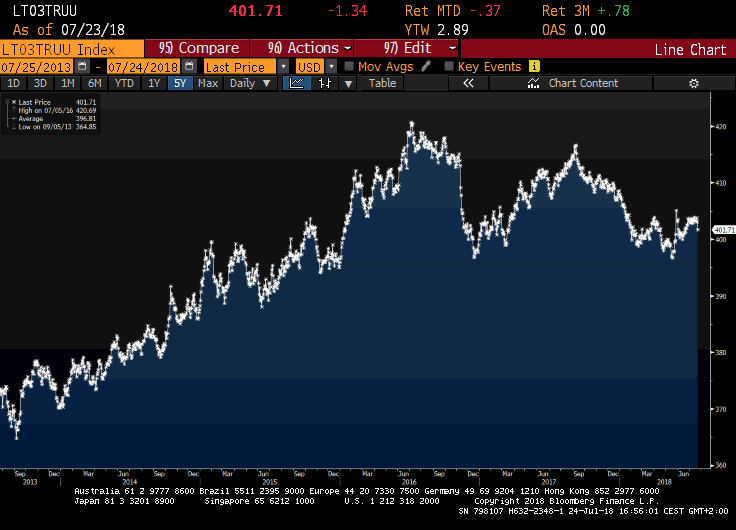 LT03TRUU 401.71 -1.34 Ret MTD -.37 Ret 3M +.78
As of 07/23/18 YTW 2.89 OAS 0.00
LT03TRUU Index 95) Compare 96) Actions 97) Edit Line Chart
07/25/2013 - 07/24/2018 Last Price USD Mov Avgs Key Events i
1D 3D 1M 6M YTD 1Y 5Y Max Daily ▼ ▼ Table << Chart Content
Last Price 401.71
High on 07/05/16 420.69
Average 396.81
Low on 09/05/13 364.85
420
410
401.71
400
390
380
370
360
Sep Dec Mar Jun Sep Dec Mar Jun Sep Dec Mar Jun Sep Dec Mar Jun Sep Dec Mar Jun
2013 2014 2015 2016 2017 2018
Australia 61 2 9777 8600 Brazil 5511 2395 9000 Europe 44 20 7330 7500 Germany 49 69 9204 1210 Hong Kong 852 2977 6000
Japan 81 3 3201 8900 Singapore 65 6212 1000 U.S. 1 212 318 2000 Copyright 2018 Bloomberg Finance L.P.
SN 798107 H632-2348-1 24-Jul-18 16:56:01 CEST GMT+2:00